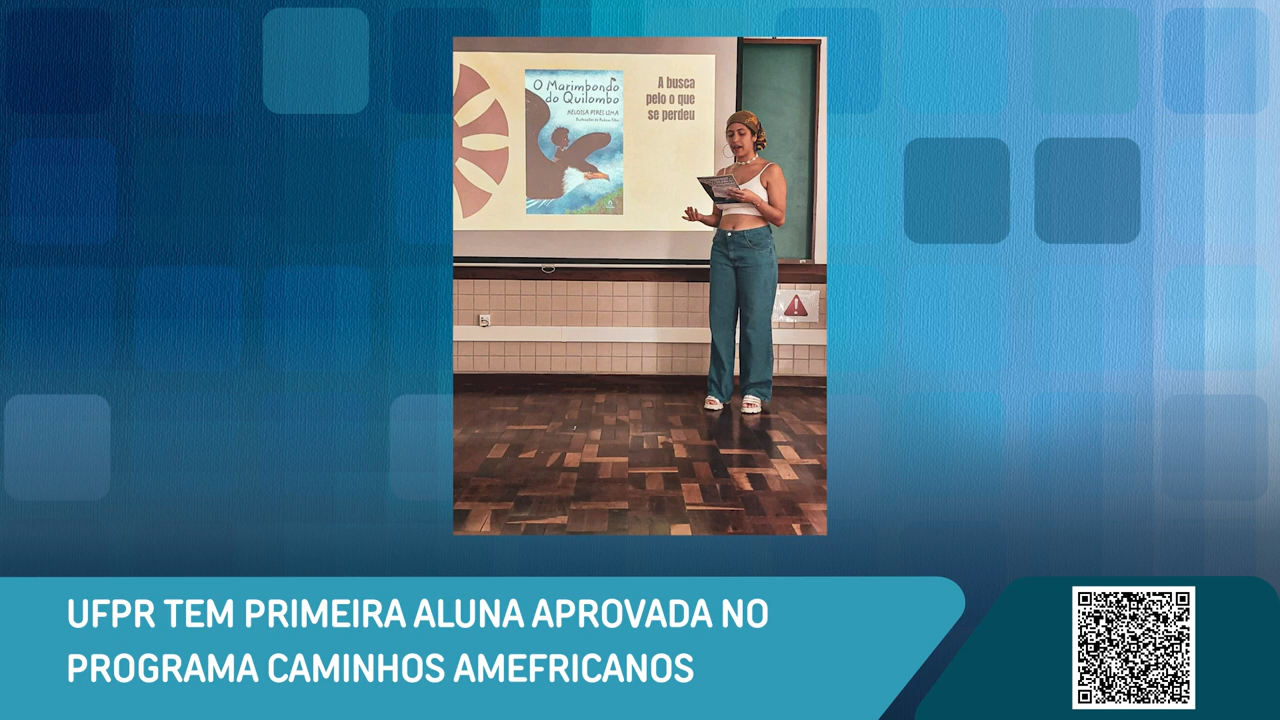 O Marimbondo
do Quilombo
HELOISA PIRES LIMA
A busca
pelo o que
se perdeu
UFPR TEM PRIMEIRA ALUNA APROVADA NO
PROGRAMA CAMINHOS AMEFRICANOS